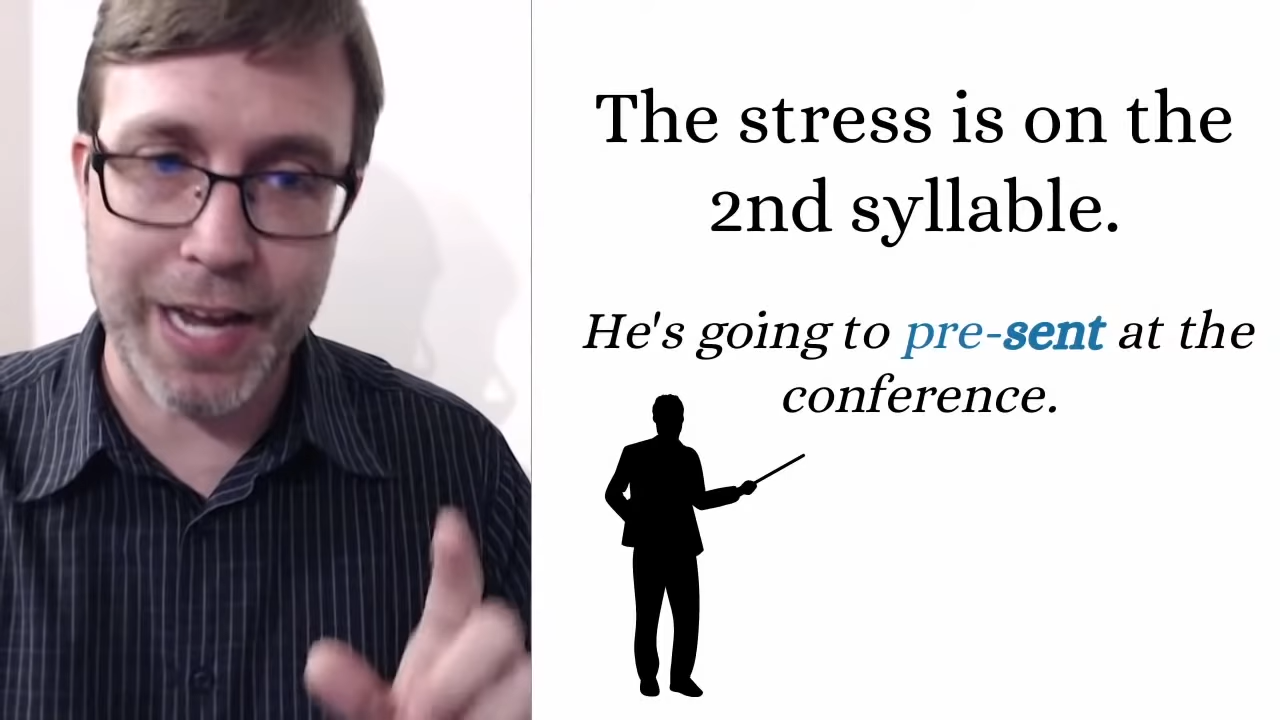 The stress is on the
2nd syllable.
He's going to pre-sent at the
conference.